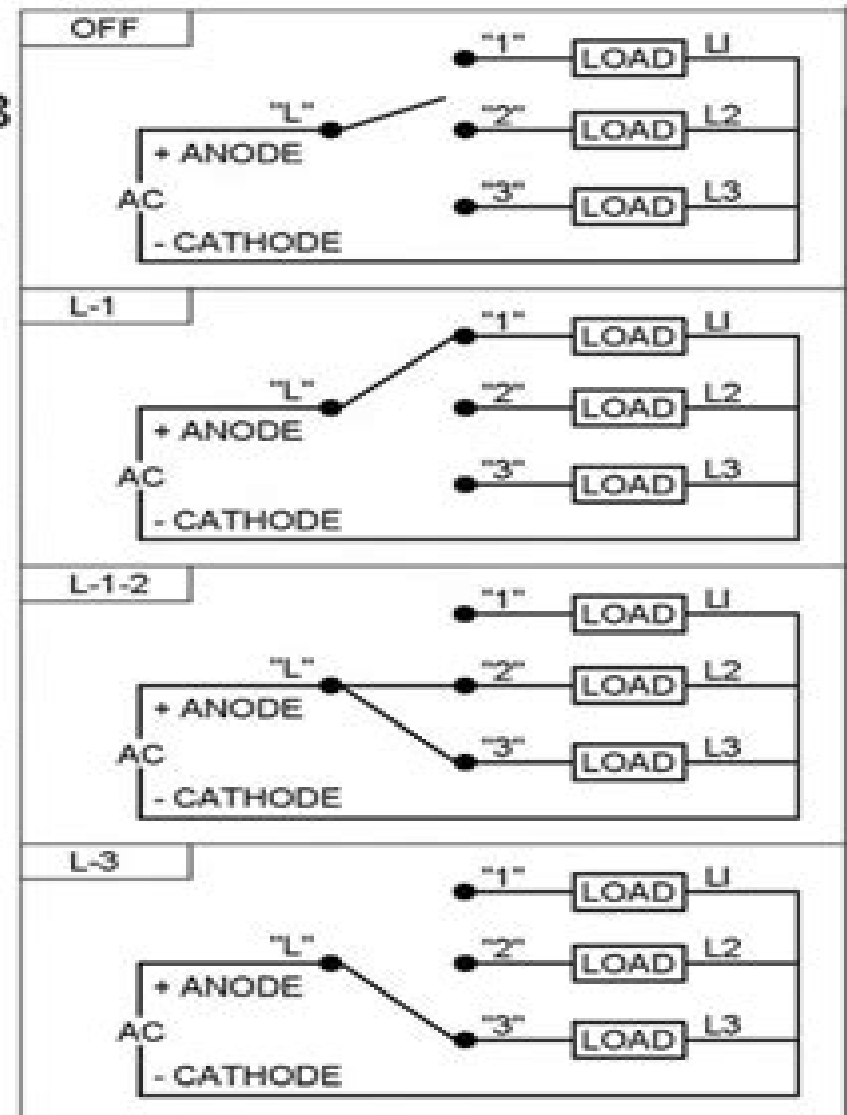 OFF
"1" LOAD LI
"L" "2" LOAD L2
+ ANODE
AC "3" LOAD L3
- CATHODE
L-1
"1" LOAD LI
"L" "2" LOAD L2
+ ANODE
AC "3" LOAD L3
- CATHODE
L-1-2
"1" LOAD LI
"L" "2" LOAD L2
+ ANODE
AC "3" LOAD L3
- CATHODE
L-3
"1" LOAD LI
"L" "2" LOAD L2
+ ANODE
AC "3" LOAD L3
- CATHODE